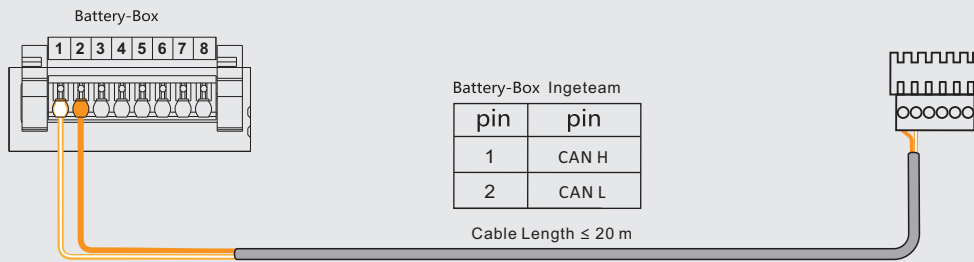 Battery-Box
1 2 3 4 5 6 7 8
Battery-Box Ingeteam
pin pin
1 CAN H
2 CAN L
Cable Length ≤ 20 m